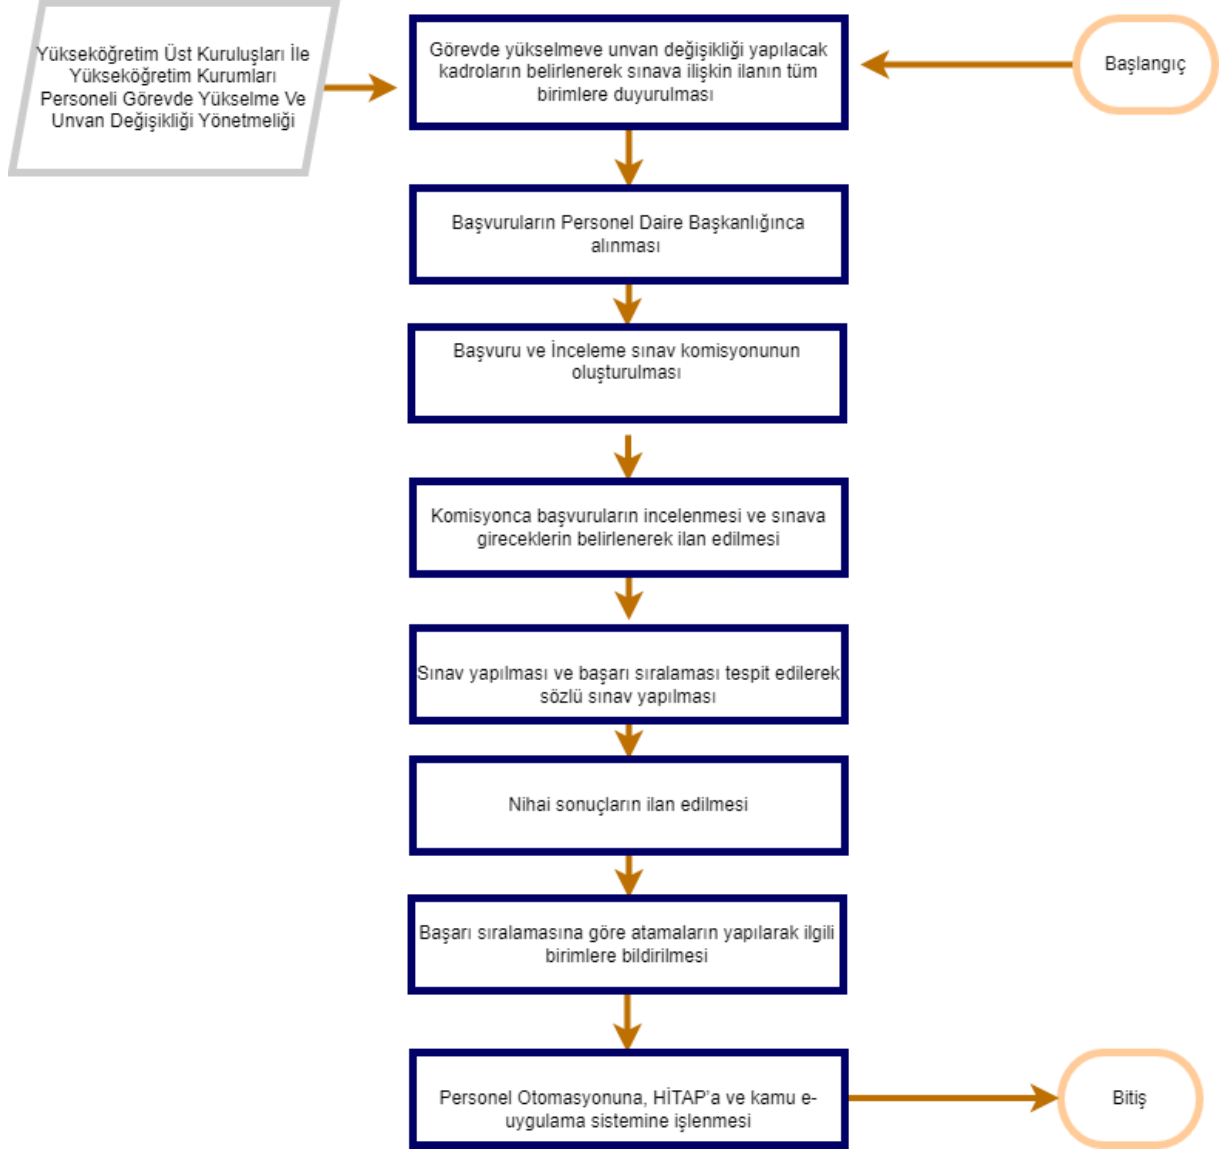 Yükseköğretim Üst Kuruluşları İle
Yükseköğretim Kurumları
Personeli Görevde Yükselme Ve
Unvan Değişikliği Yönetmeliği
Görevde yükselmeve unvan değişikliği yapılacak
kadroların belirlenerek sınava ilişkin ilanın tüm
birimlere duyurulması
Başlangıç
Başvuruların Personel Daire Başkanlığınca
alınması
Başvuru ve İnceleme sınav komisyonunun
oluşturulması
Komisyonca başvuruların incelenmesi ve sınava
gireceklerin belirlenerek ilan edilmesi
Sınav yapılması ve başarı sıralaması tespit edilerek
sözlü sınav yapılması
Nihai sonuçların ilan edilmesi
Başarı sıralamasına göre atamaların yapılarak ilgili
birimlere bildirilmesi
Personel Otomasyonuna, HİTAP'a ve kamu e-
uygulama sistemine işlenmesi
Bitiş